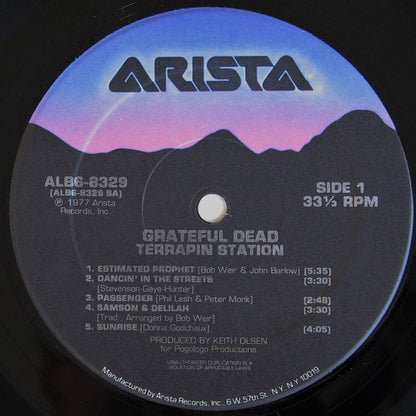 ARISTA
ALB6-8329
(ALB6-8329 SA)
℗ 1977 Arista
Records, Inc.
SIDE 1
33⅓ RPM
GRATEFUL DEAD
TERRAPIN STATION
1. ESTIMATED PROPHET (Bob Weir & John Barlow) (5:35)
2. DANCIN' IN THE STREETS (3:30)
(Stevenson-Gaye-Hunter)
3. PASSENGER (Phil Lesh & Peter Monk) (2:48)
4. SAMSON & DELILAH (3:30)
(Trad., Arranged by Bob Weir)
5. SUNRISE (Donna Godchaux) (4:05)
PRODUCED BY KEITH OLSEN
for Pogologo Productions
UNAUTHORIZED DUPLICATION IS A
VIOLATION OF APPLICABLE LAWS
Manufactured by Arista Records, Inc., 6 W 57th St., N.Y. N.Y. 10019